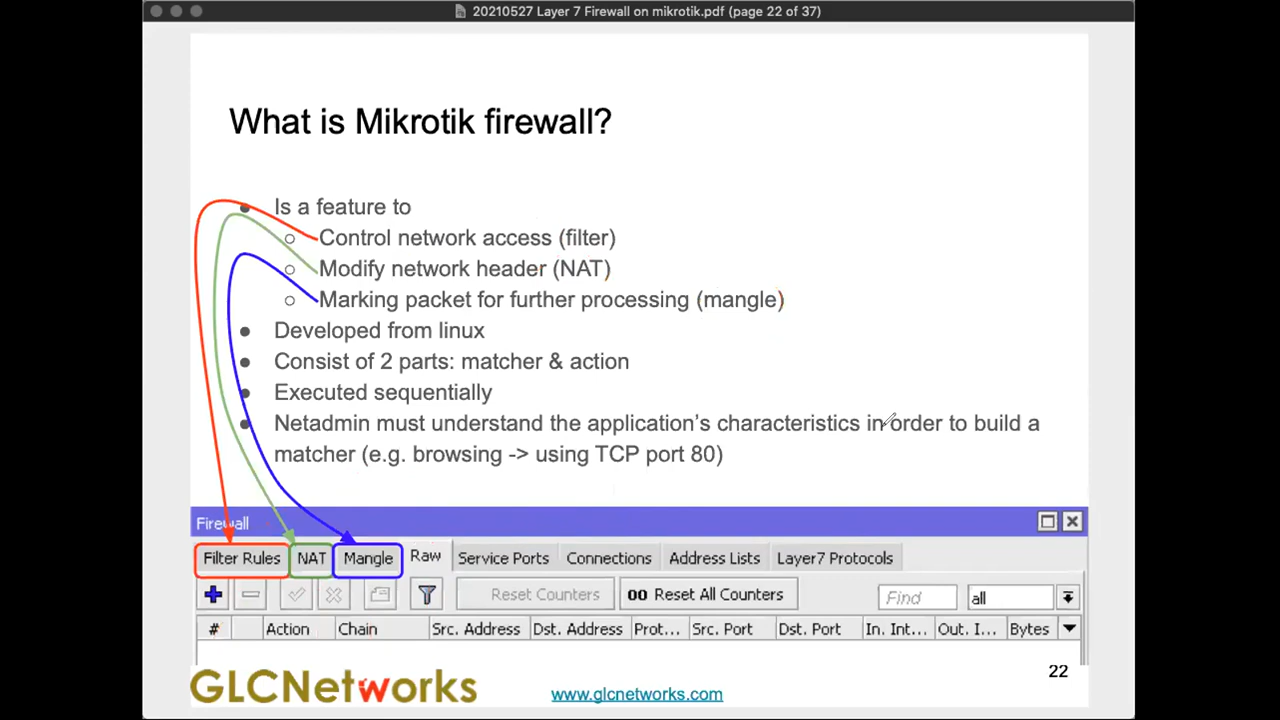 20210527 Layer 7 Firewall on mikrotik.pdf (page 22 of 37)
What is Mikrotik firewall?
Is a feature to
Control network access (filter)
Modify network header (NAT)
Marking packet for further processing (mangle)
Developed from linux
Consist of 2 parts: matcher & action
Executed sequentially
Netadmin must understand the application's characteristics in order to build a
matcher (e.g. browsing -> using TCP port 80)
Firewall
Filter Rules NAT Mangle Raw Service Ports Connections Address Lists Layer7 Protocols
Reset Counters 00 Reset All Counters Find all
# Action Chain Src. Address Dst. Address Prot... Src. Port Dst. Port In. Int... Out. I... Bytes
GLCNetworks www.glcnetworks.com 22